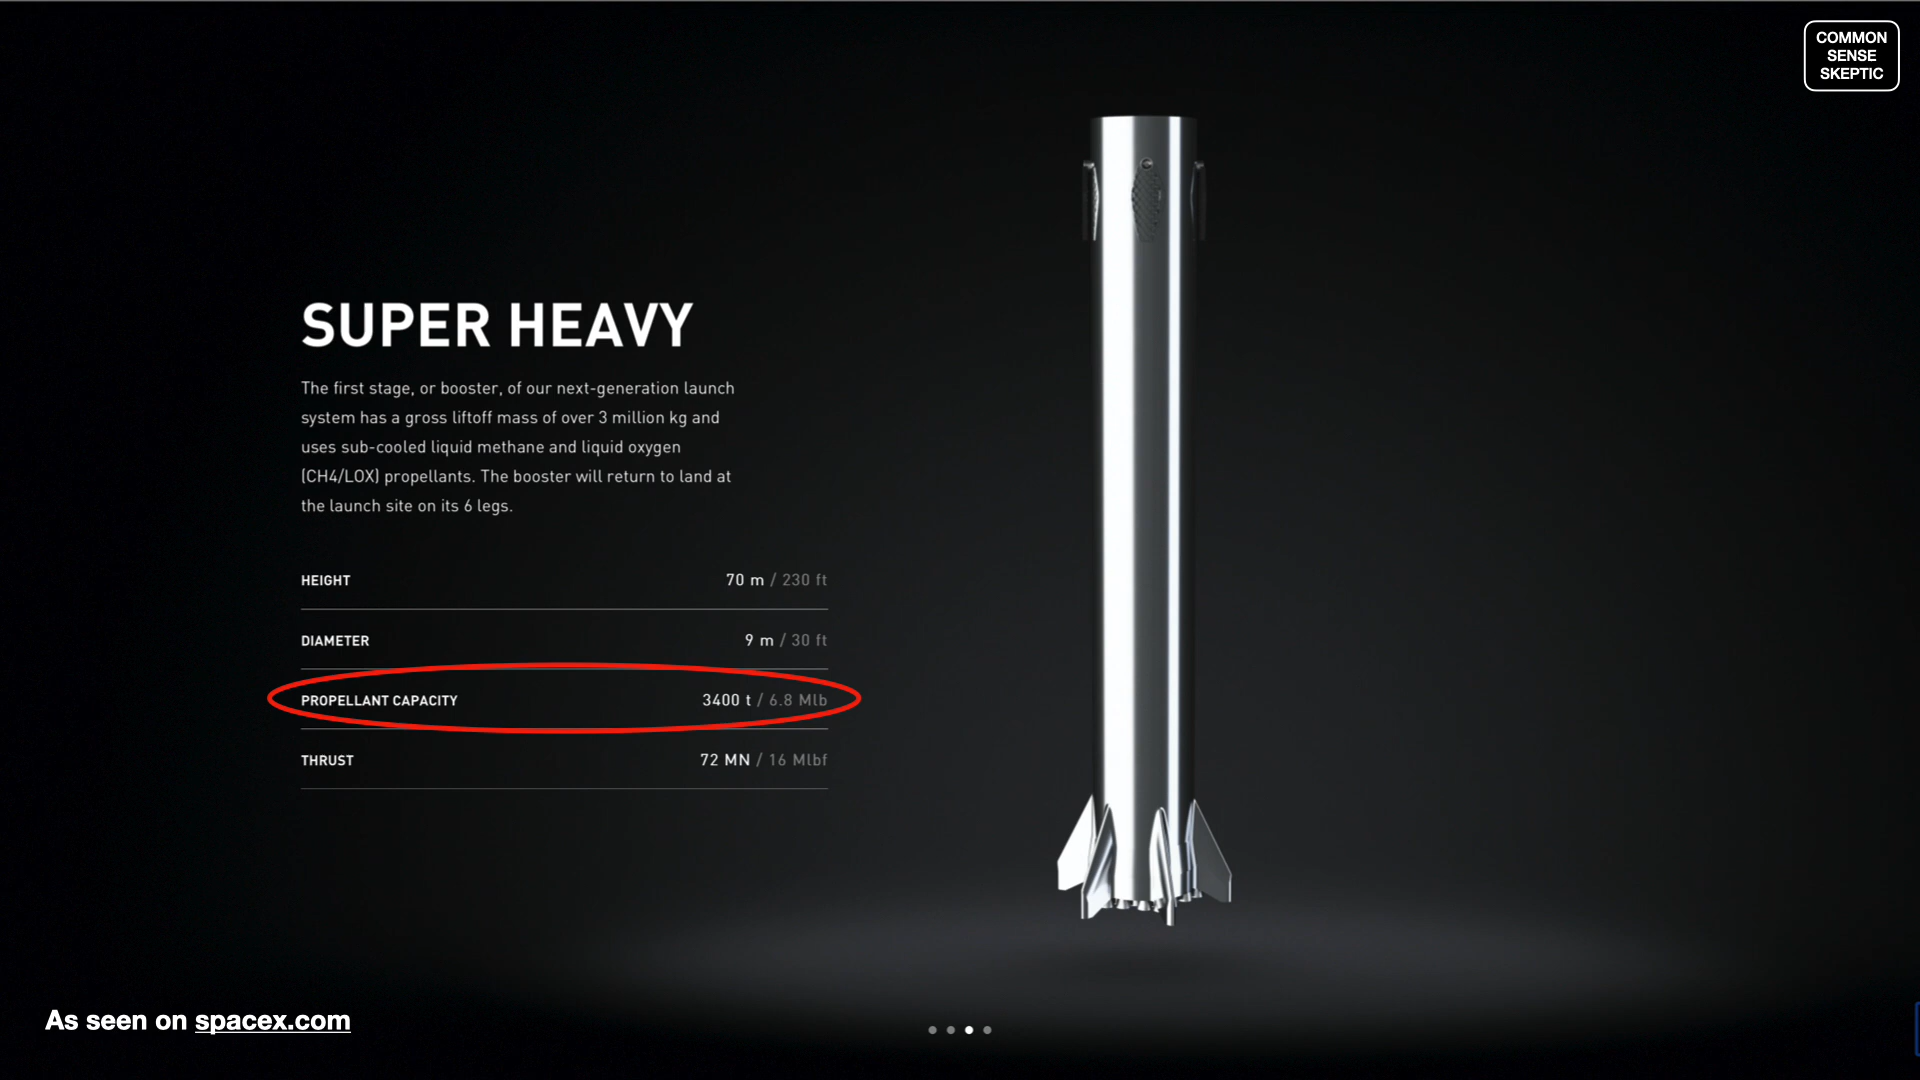 COMMON
SENSE
SKEPTIC
SUPER HEAVY
The first stage, or booster, of our next-generation launch
system has a gross liftoff mass of over 3 million kg and
uses sub-cooled liquid methane and liquid oxygen
(CH4/LOX) propellants. The booster will return to land at
the launch site on its 6 legs.
HEIGHT 70 m / 230 ft
DIAMETER 9 m / 30 ft
PROPELLANT CAPACITY 3400 t / 6.8 Mlb
THRUST 72 MN / 16 Mlbf
As seen on spacex.com